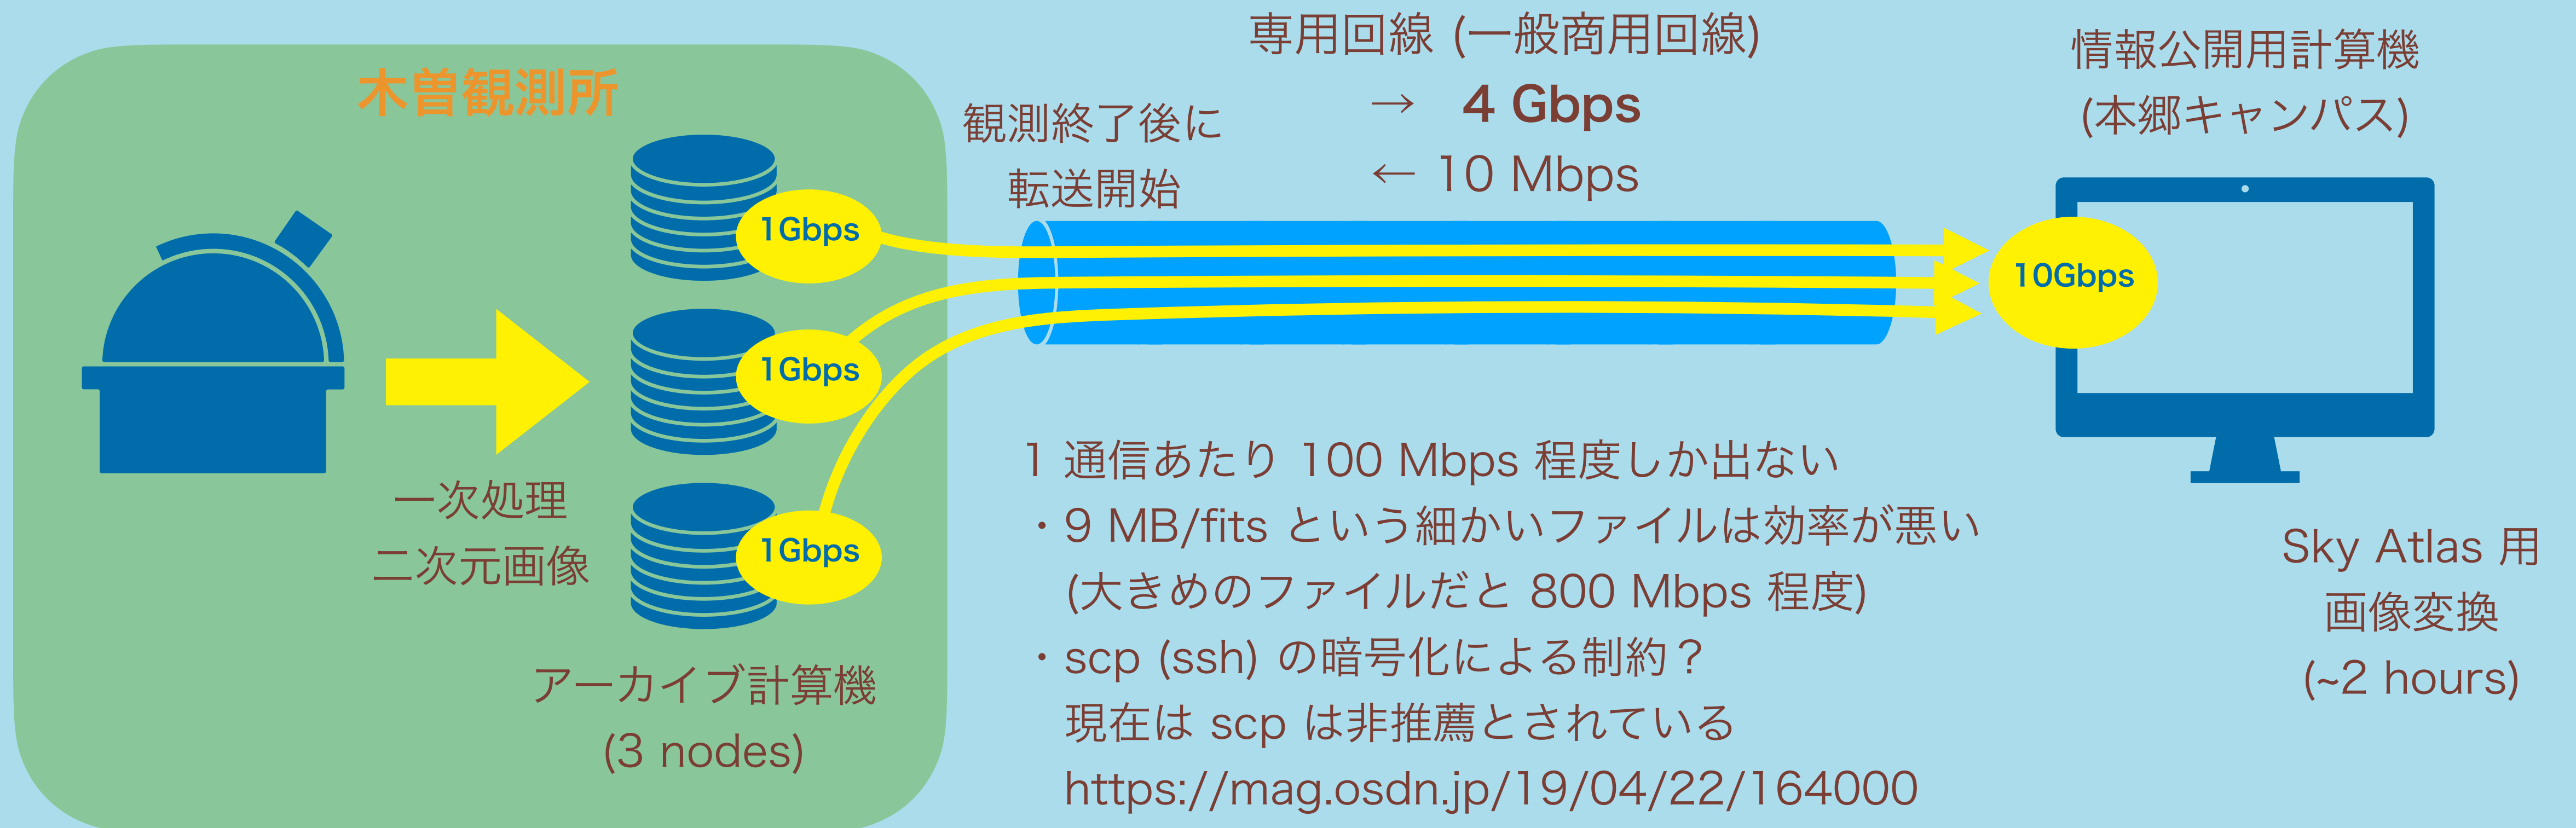 木曽観測所
1Gbps
1Gbps
1Gbps
一次処理
二次元画像
アーカイブ計算機
(3 nodes)
観測終了後に
転送開始
専用回線 (一般商用回線)
→ 4 Gbps
← 10 Mbps
情報公開用計算機
(本郷キャンパス)
10Gbps
1 通信あたり 100 Mbps 程度しか出ない
・9 MB/fits という細かいファイルは効率が悪い
(大きめのファイルだと 800 Mbps 程度)
・scp (ssh) の暗号化による制約？
現在は scp は非推薦とされている
https://mag.osdn.jp/19/04/22/164000
Sky Atlas 用
画像変換
(~2 hours)